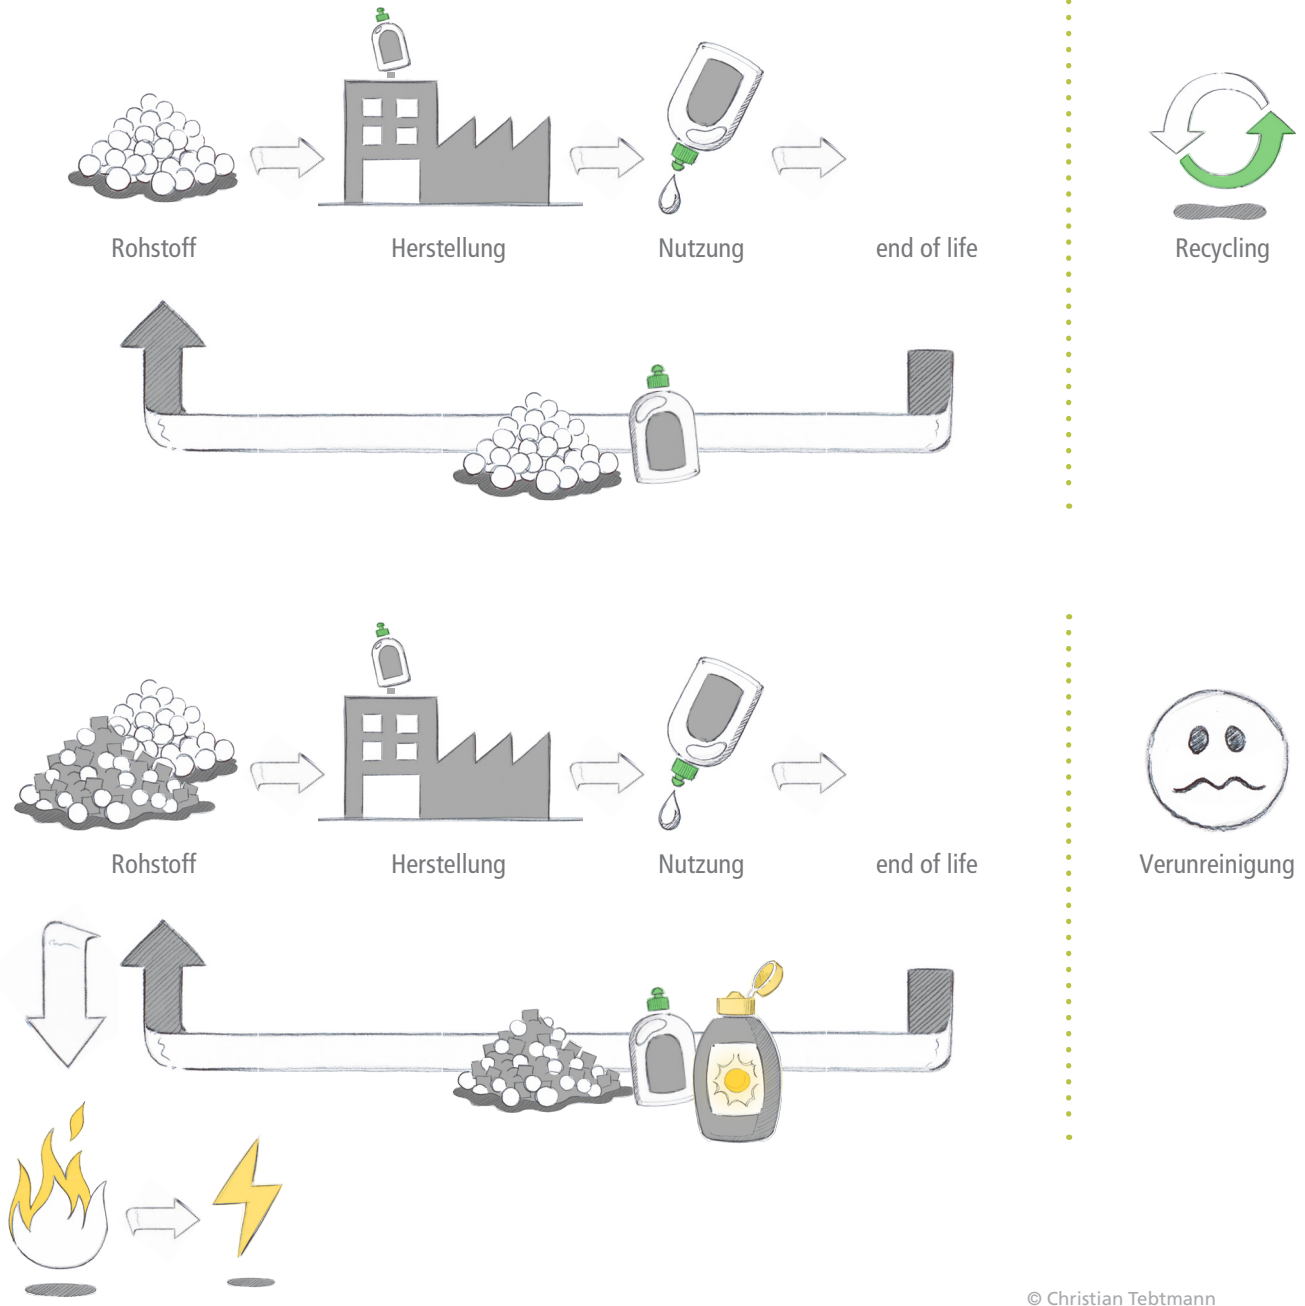 Rohstoff
Herstellung
Nutzung
end of life
Recycling
Rohstoff
Herstellung
Nutzung
end of life
Verunreinigung
© Christian Tebtmann